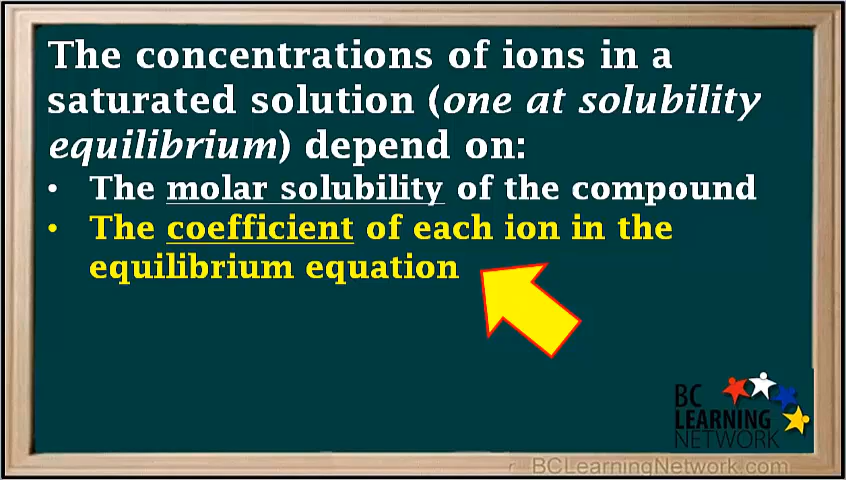 The concentrations of ions in a
saturated solution (one at solubility
equilibrium) depend on:
• The molar solubility of the compound
• The coefficient of each ion in the
equilibrium equation
BC
LEARNING
NETWORK
BCLearningNetwork.com